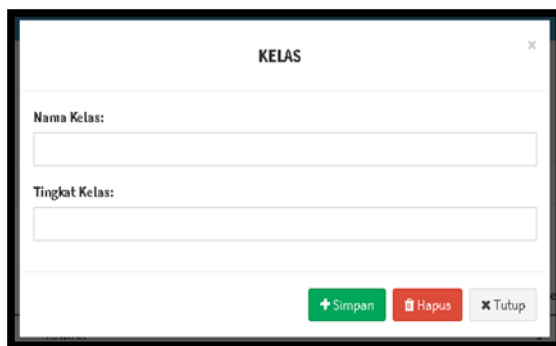 KELAS
×
Nama Kelas:
Tingkat Kelas:
Simpan Hapus Tutup